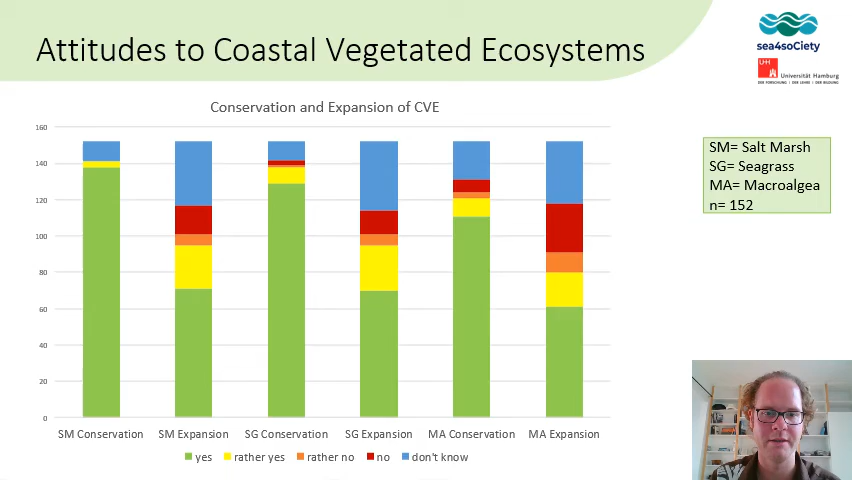 Attitudes to Coastal Vegetated Ecosystems
sea4soCiety
UH
Universität Hamburg
DER FORSCHUNG | DER LEHRE | DER BILDUNG
Conservation and Expansion of CVE
160
140
120
100
80
60
40
20
0
SM Conservation SM Expansion SG Conservation SG Expansion MA Conservation MA Expansion
yes rather yes rather no no don't know
SM= Salt Marsh
SG= Seagrass
MA= Macroalgea
n= 152